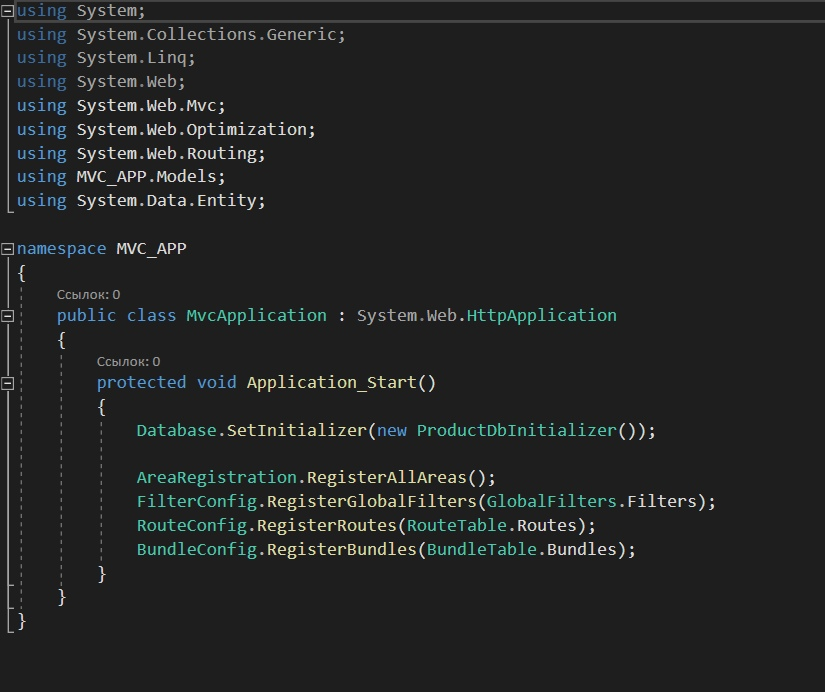 using System;
using System.Collections.Generic;
using System.Linq;
using System.Web;
using System.Web.Mvc;
using System.Web.Optimization;
using System.Web.Routing;
using MVC_APP.Models;
using System.Data.Entity;
namespace MVC_APP
{
Ссылок: 0
public class MvcApplication : System.Web.HttpApplication
{
Ссылок: 0
protected void Application_Start()
{
Database.SetInitializer(new ProductDbInitializer());
AreaRegistration.RegisterAllAreas();
FilterConfig.RegisterGlobalFilters(GlobalFilters.Filters);
RouteConfig.RegisterRoutes(RouteTable.Routes);
BundleConfig.RegisterBundles(BundleTable.Bundles);
}
}
}